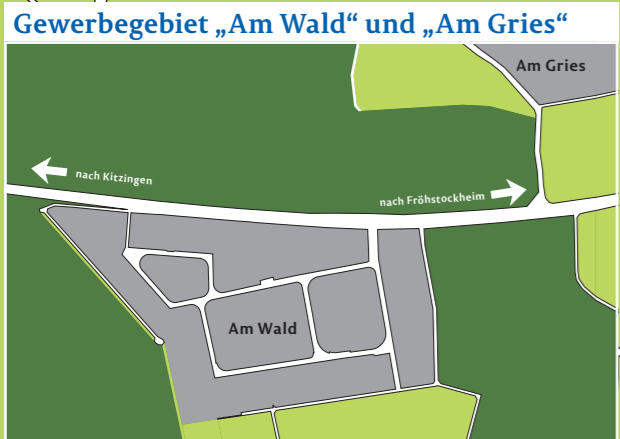 Gewerbegebiet „Am Wald“ und „Am Gries“
Am Gries
nach Kitzingen
nach Fröhstockheim
Am Wald